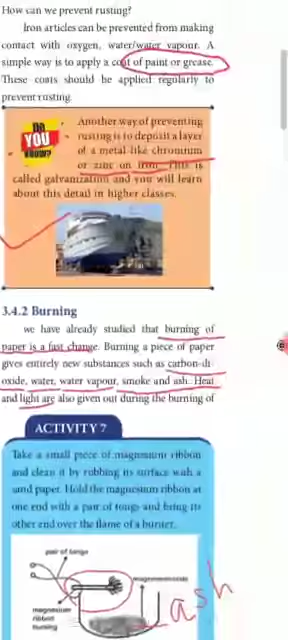 How can we prevent rusting?
Iron articles can be prevented from making
contact with oxygen, water/water vapour. A
simple way is to apply a coat of paint or grease.
These coats should be applied regularly to
prevent rusting.
DO
YOU
KNOW?
Another way of preventing
rusting is to deposit a layer
of a metal like chromium
or zinc on iron. This is
called galvanization and you will learn
about this detail in higher classes.
3.4.2 Burning
we have already studied that burning of
paper is a fast change. Burning a piece of paper
gives entirely new substances such as carbon-di-
oxide, water, water vapour, smoke and ash. Heat
and light are also given out during the burning of
ACTIVITY 7
Take a small piece of magnesium ribbon
and clean it by rubbing its surface with a
sand paper. Hold the magnesium ribbon at
one end with a pair of tongs and bring its
other end over the flame of a burner.
pair of tongs
magnesium
ribbon
burning
ash